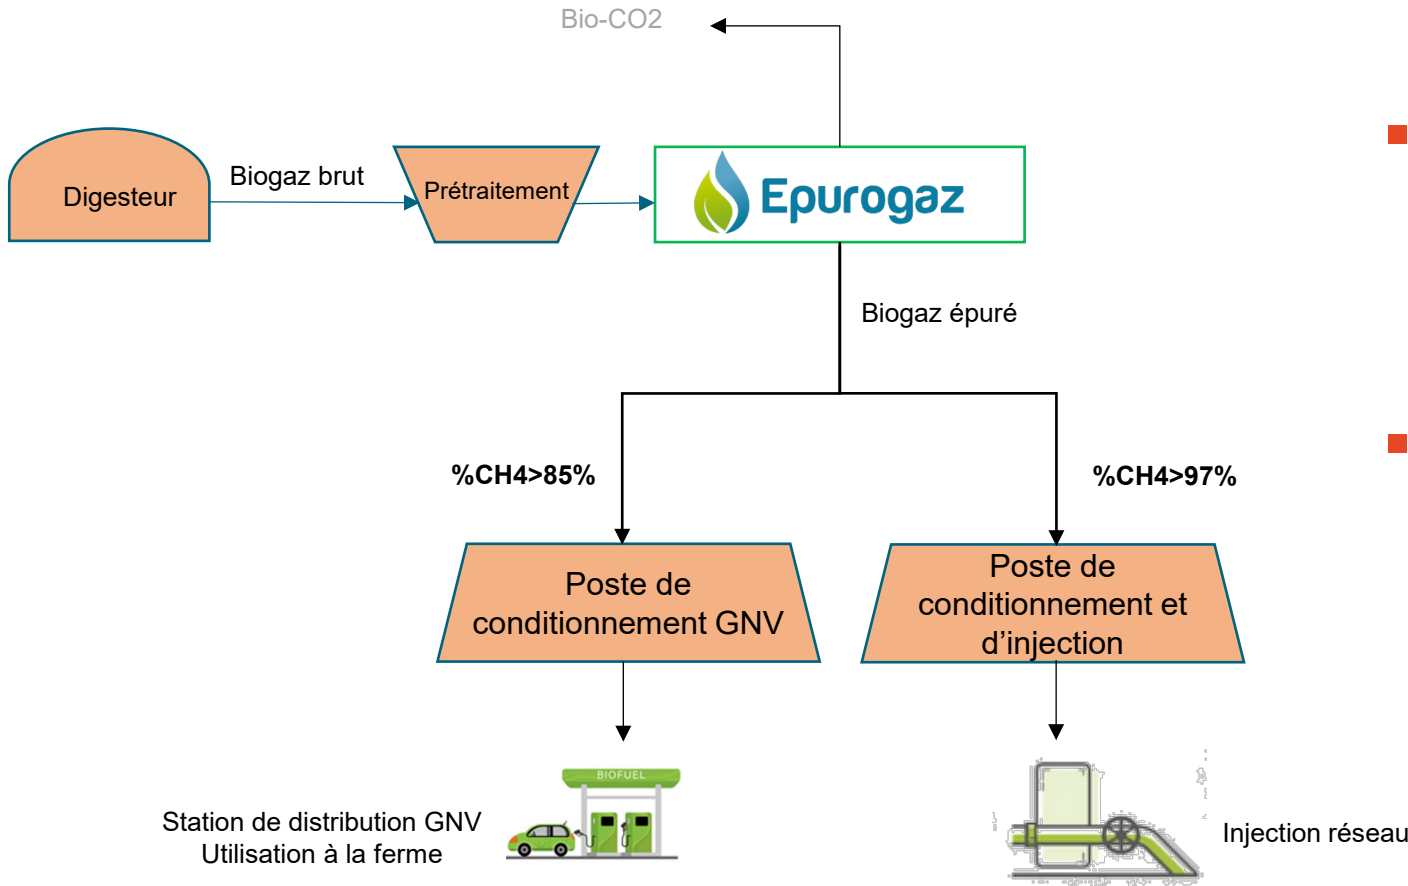 Bio-CO2
Digesteur
Biogaz brut
Prétraitement
Epurogaz
Biogaz épuré
%CH4>85%
%CH4>97%
Poste de
conditionnement GNV
Poste de
conditionnement et
d’injection
BIOFUEL
Station de distribution GNV
Utilisation à la ferme
Injection réseau